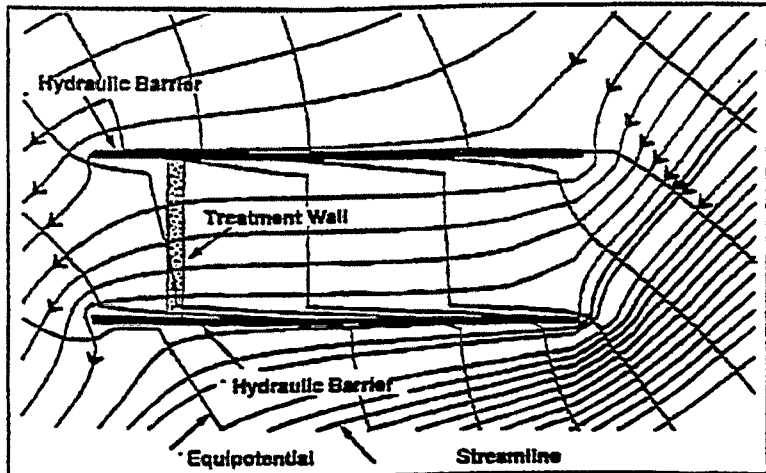 Hydraulic Barrier
Treatment Wall
Hydraulic Barrier
Equipotential
Streamline